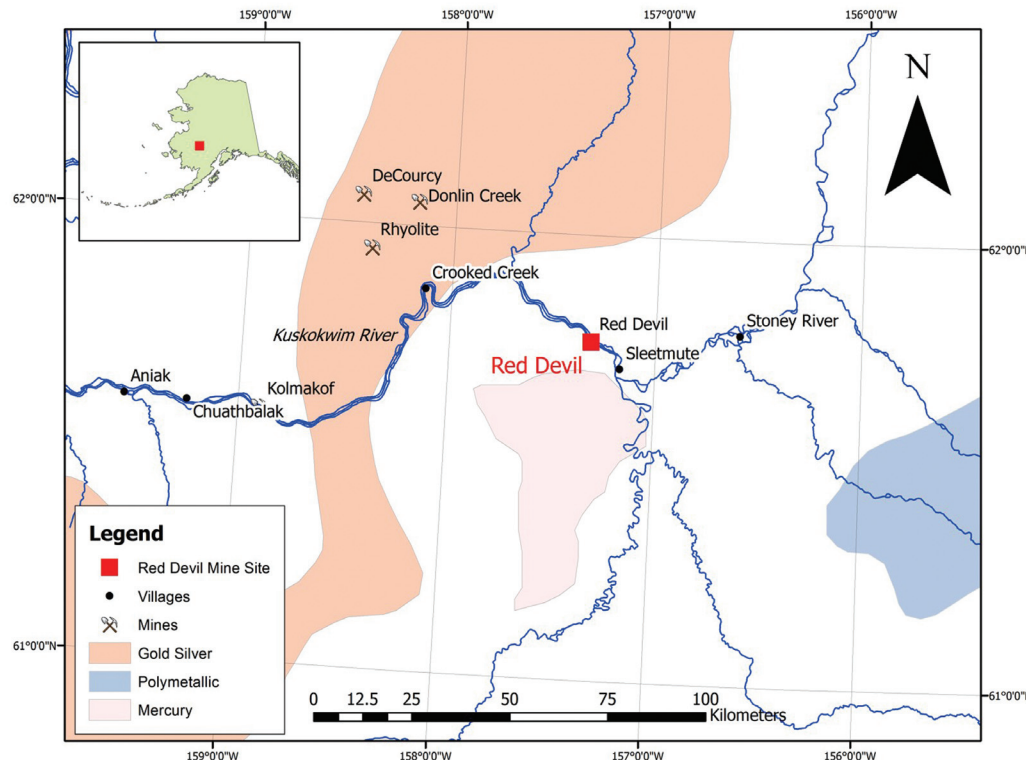 159°0'0"W
158°0'0"W
157°0'0"W
156°0'0"W
N
DeCourcy
Donlin Creek
62°0'0"N
Rhyolite
62°0'0"N
Crooked Creek
Kuskokwim River
Red Devil
Stoney River
Sleetmute
Red Devil
Aniak
Kolmakof
Chuathbalak
Legend
Red Devil Mine Site
Villages
Mines
Gold Silver
Polymetallic
Mercury
61°0'0"N
61°0'0"N
0 12.5 25 50 75 100
Kilometers
159°0'0"W
158°0'0"W
157°0'0"W
156°0'0"W